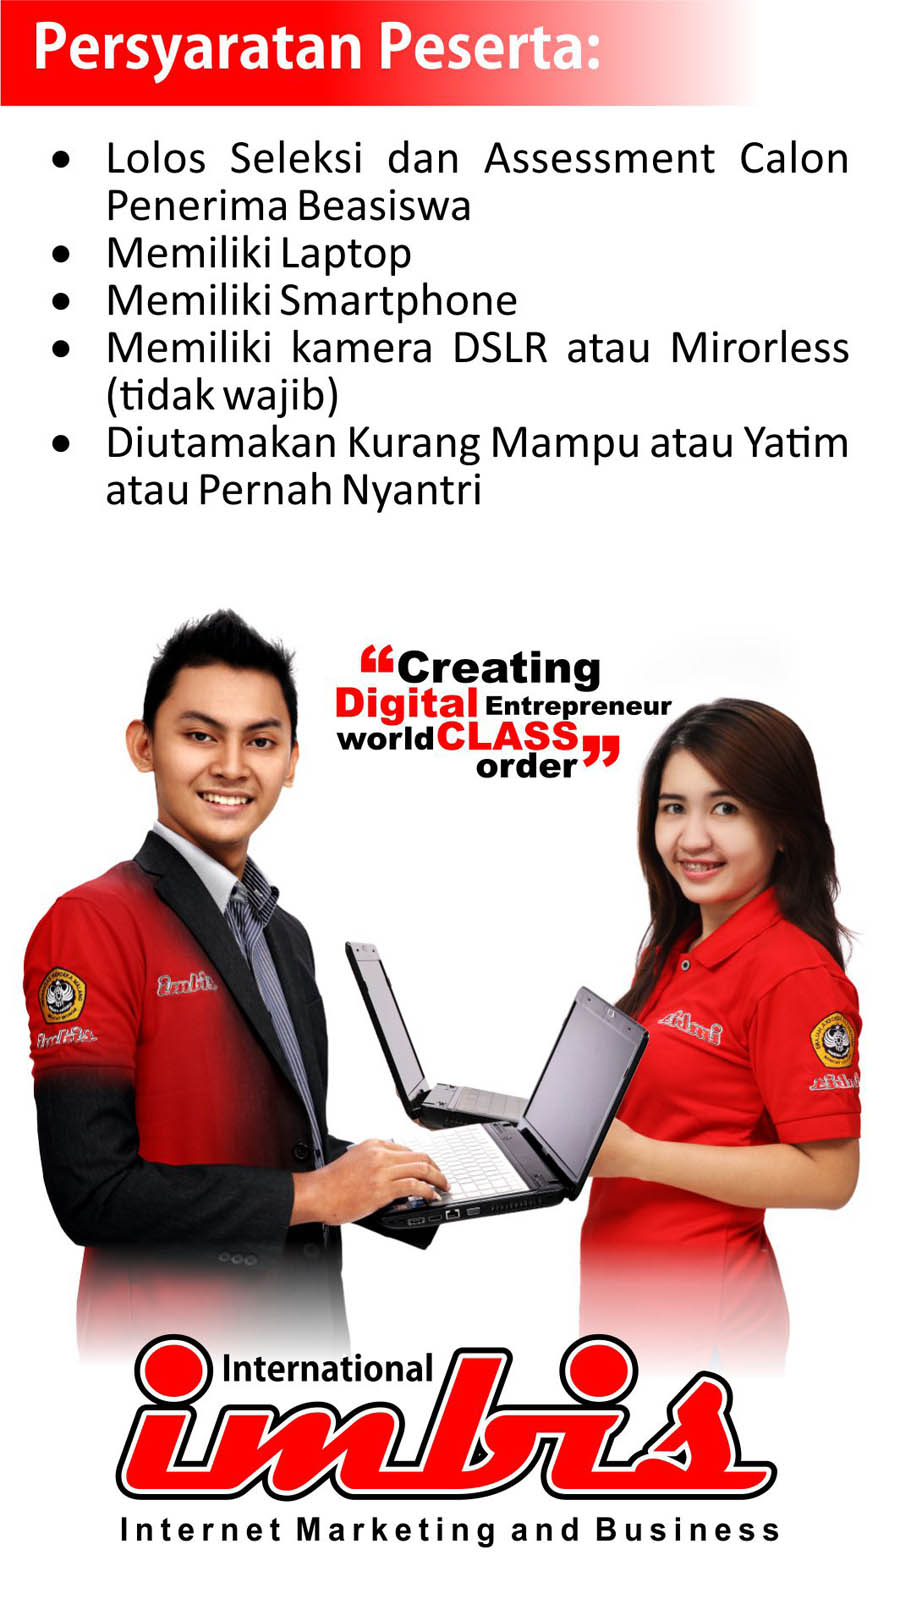 Persyaratan Peserta:
• Lolos Seleksi dan Assessment Calon
Penerima Beasiswa
• Memiliki Laptop
• Memiliki Smartphone
• Memiliki kamera DSLR atau Mirorless
(tidak wajib)
• Diutamakan Kurang Mampu atau Yatim
atau Pernah Nyantri
“Creating
Digital Entrepreneur
worldCLASS
order”
imbis
International
imbis
Internet Marketing and Business